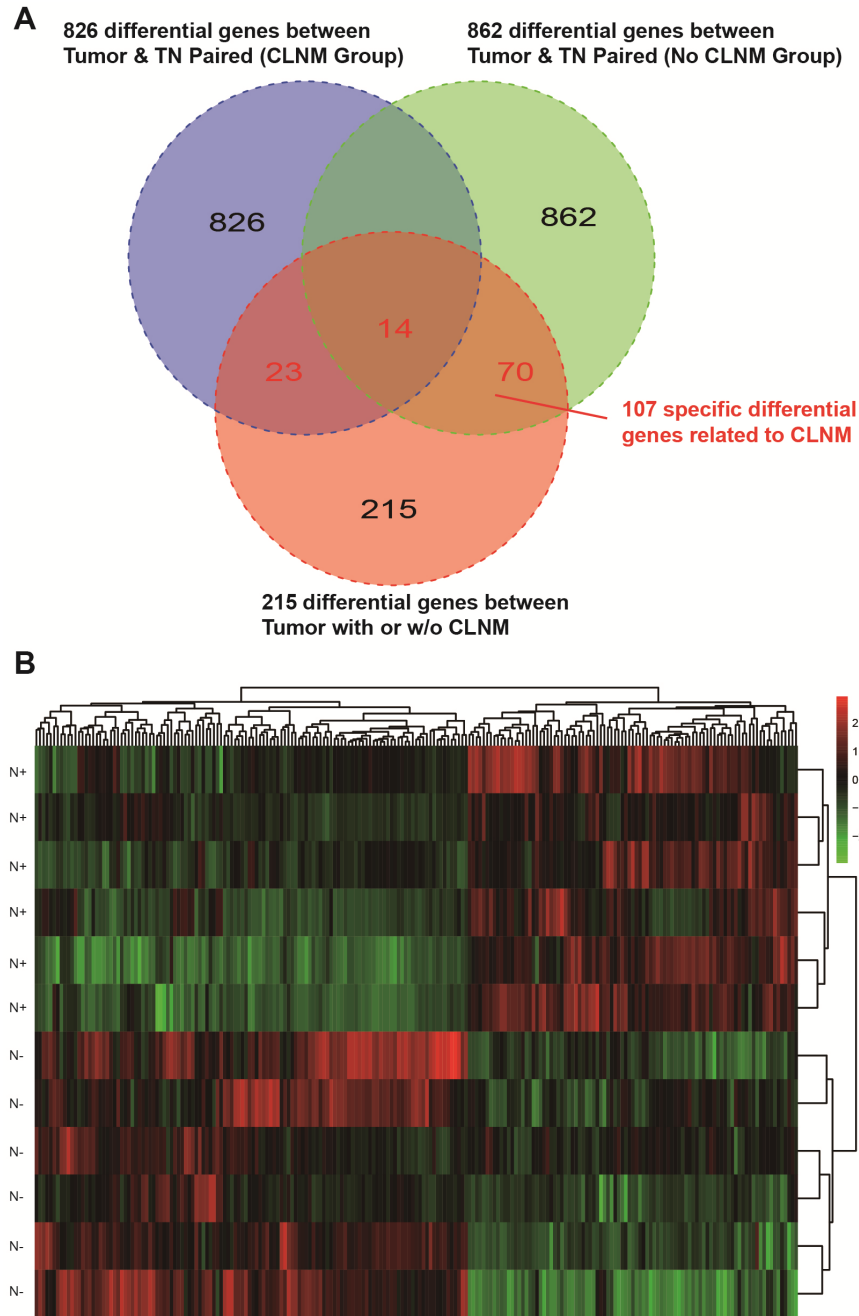 A
826 differential genes between
Tumor & TN Paired (CLNM Group)
862 differential genes between
Tumor & TN Paired (No CLNM Group)
826
862
14
23
70
107 specific differential
genes related to CLNM
215
215 differential genes between
Tumor with or w/o CLNM
B
2
1
0
−
−
N+
N+
N+
N+
N+
N+
N-
N-
N-
N-
N-
N-